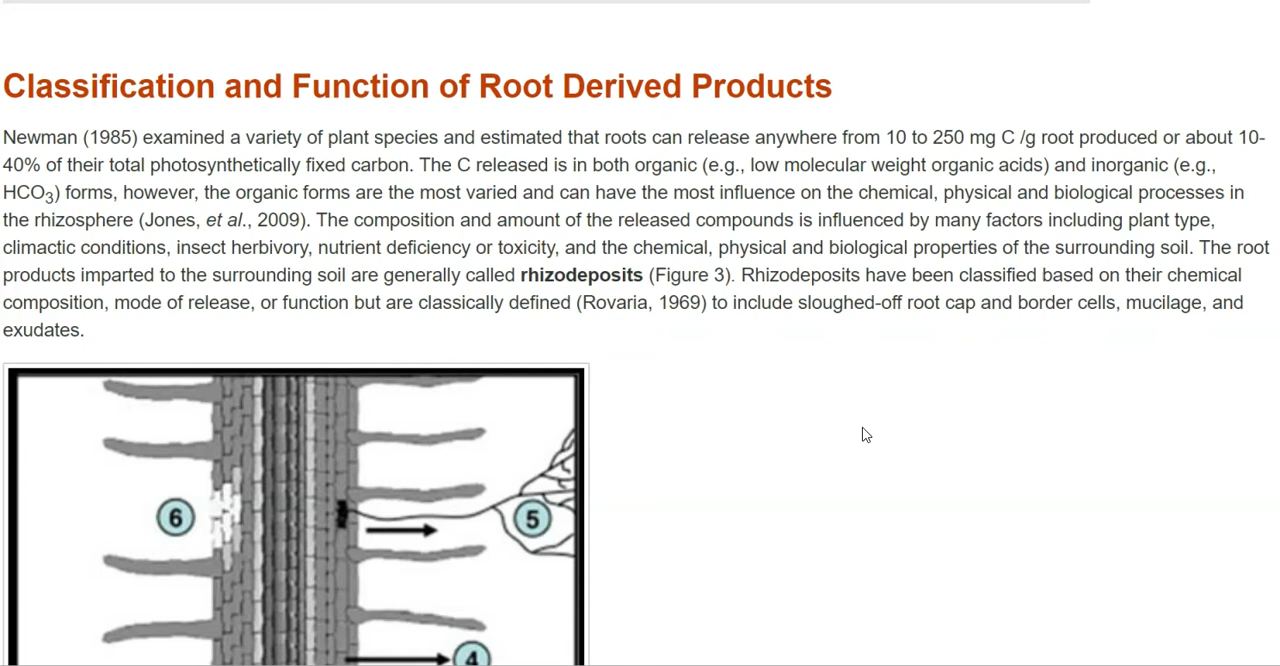 Classification and Function of Root Derived Products
Newman (1985) examined a variety of plant species and estimated that roots can release anywhere from 10 to 250 mg C /g root produced or about 10-
40% of their total photosynthetically fixed carbon. The C released is in both organic (e.g., low molecular weight organic acids) and inorganic (e.g.,
HCO3) forms, however, the organic forms are the most varied and can have the most influence on the chemical, physical and biological processes in
the rhizosphere (Jones, et al., 2009). The composition and amount of the released compounds is influenced by many factors including plant type,
climactic conditions, insect herbivory, nutrient deficiency or toxicity, and the chemical, physical and biological properties of the surrounding soil. The root
products imparted to the surrounding soil are generally called rhizodeposits (Figure 3). Rhizodeposits have been classified based on their chemical
composition, mode of release, or function but are classically defined (Rovaria, 1969) to include sloughed-off root cap and border cells, mucilage, and
exudates.
6
5
4